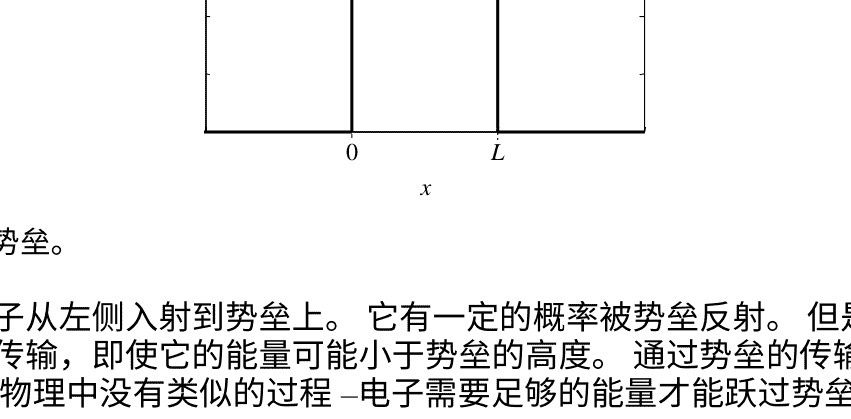 0 L
x
势垒。
子从左侧入射到势垒上。 它有一定的概率被势垒反射。 但是
传输，即使它的能量可能小于势垒的高度。 通过势垒的传输
物理中没有类似的过程 –电子需要足够的能量才能跃过势垒